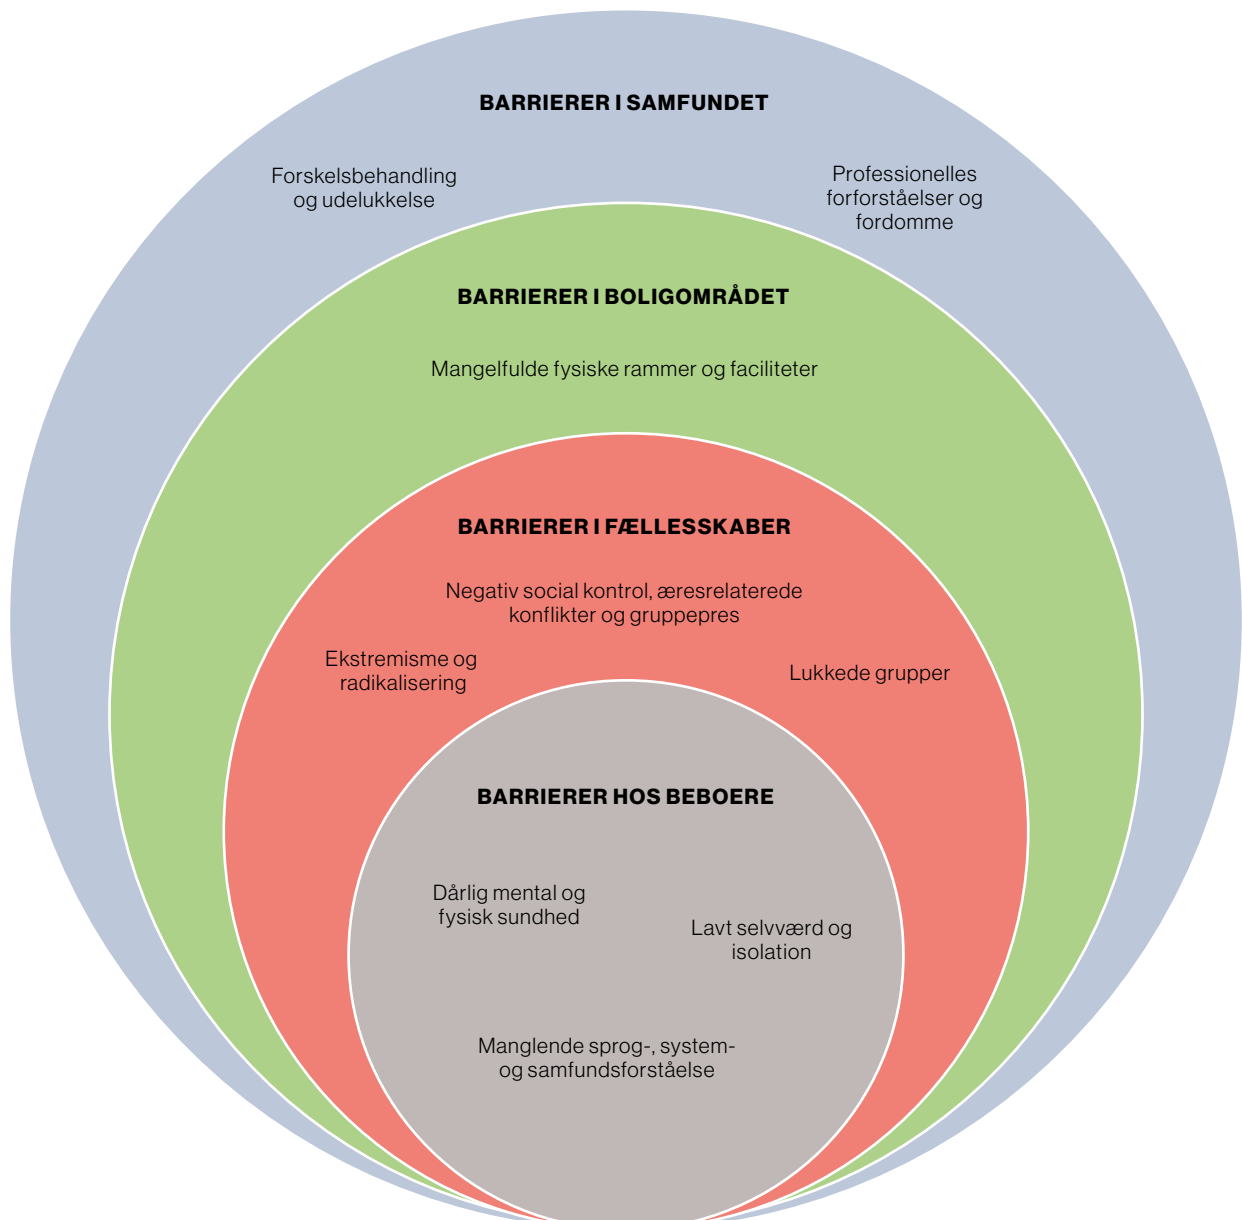 BARRIERER I SAMFUNDET
Forskelsbehandling
og udelukkelse
Professionelles
forforståelser og
fordomme
BARRIERER I BOLIGOMRÅDET
Mangelfulde fysiske rammer og faciliteter
BARRIERER I FÆLLESSKABER
Negativ social kontrol, æresrelaterede
konflikter og gruppepres
Ekstremisme og
radikalisering
Lukkede grupper
BARRIERER HOS BEBOERE
Dårlig mental og
fysisk sundhed
Lavt selvværd og
isolation
Manglende sprog-, system-
og samfundsforståelse